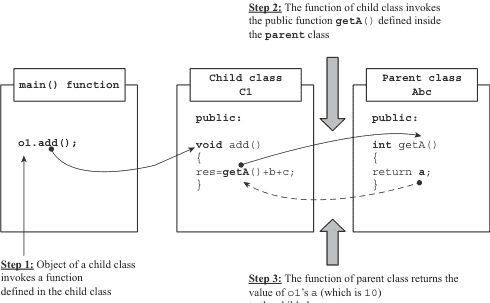 Step 2: The function of child class invokes
the public function getA() defined inside
the parent class
main() function
o1.add();
Child class
C1
public:
void add()
{
res=getA()+b+c;
}
Parent class
Abc
public:
int getA()
{
return a;
}
Step 1: Object of a child class
invokes a function
defined in the child class
Step 3: The function of parent class returns the
value of o1's a (which is 10)